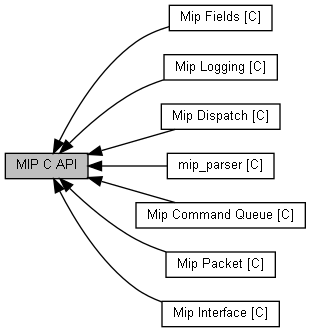 Mip Fields [C]
Mip Logging [C]
Mip Dispatch [C]
MIP C API
mip_parser [C]
Mip Command Queue [C]
Mip Packet [C]
Mip Interface [C]